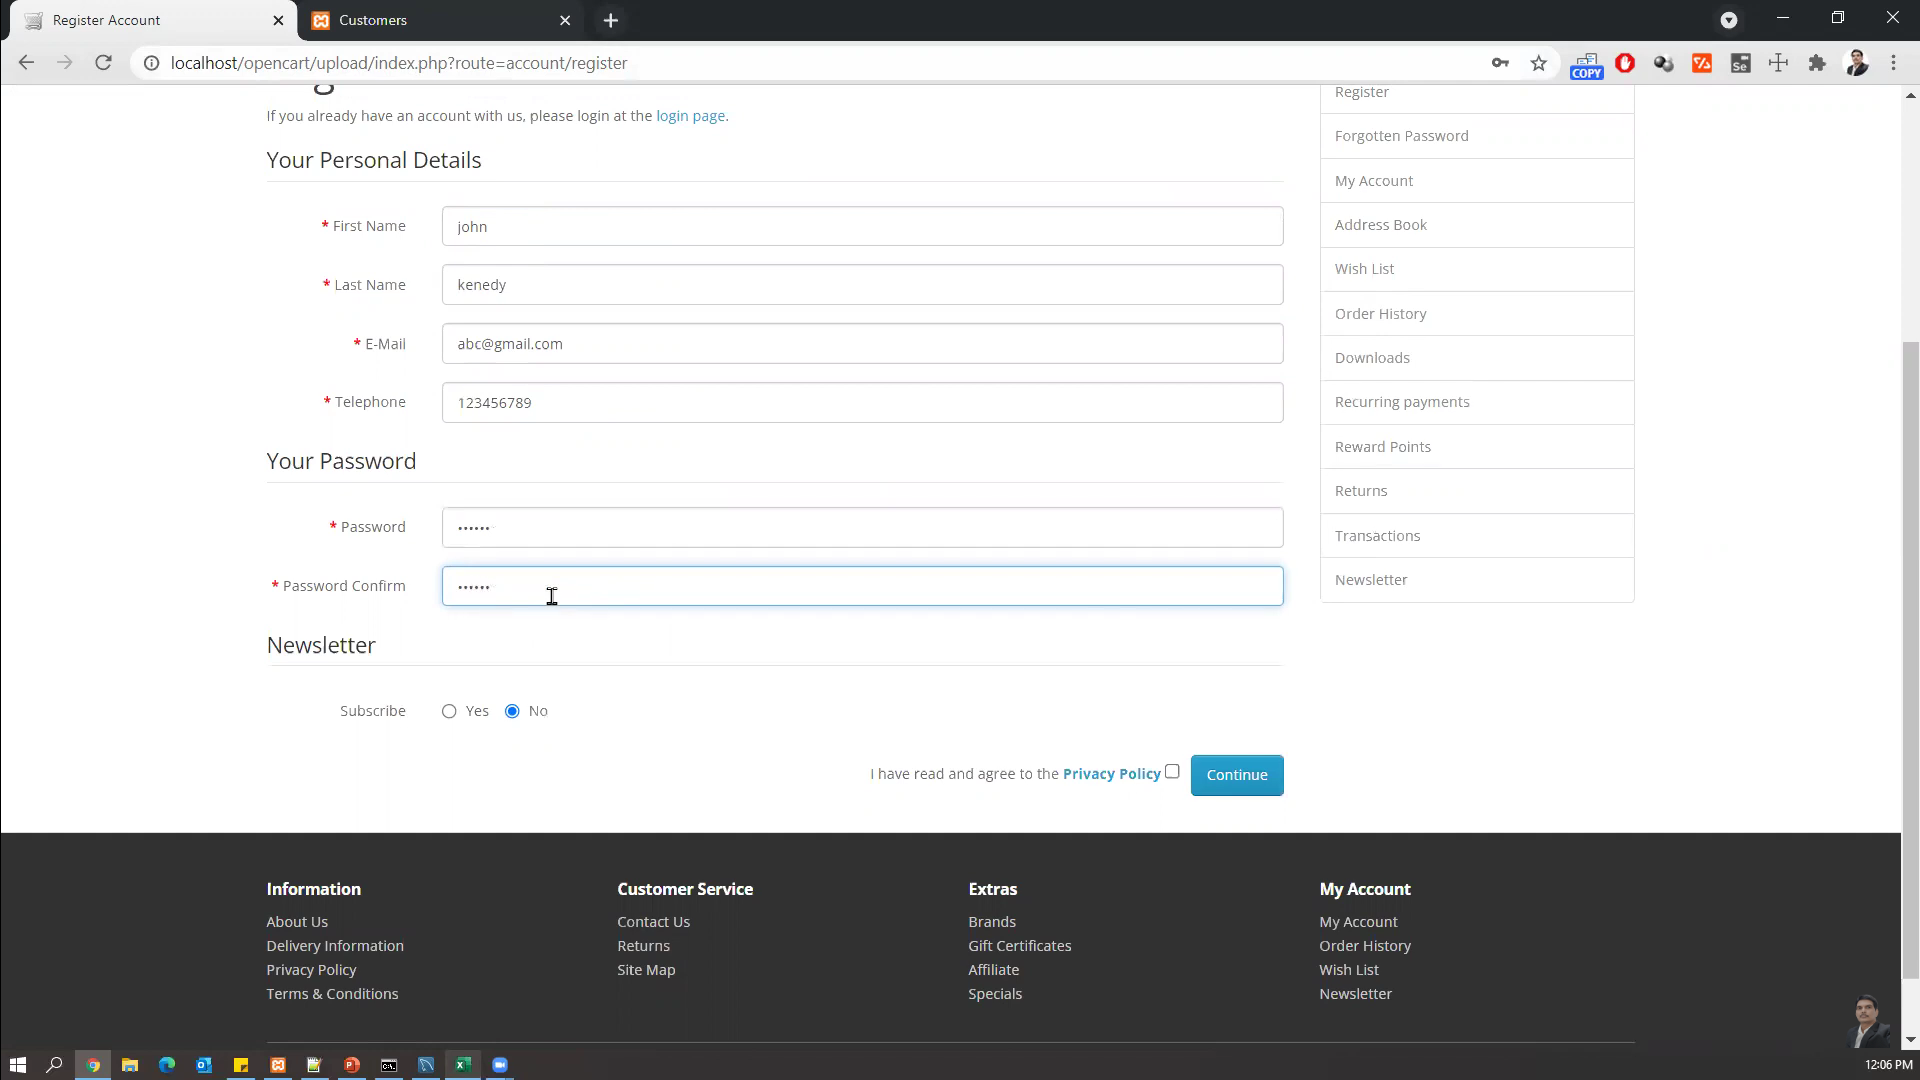 Register Account
Customers
localhost/opencart/upload/index.php?route=account/register
COPY
Se
If you already have an account with us, please login at the login page.
Your Personal Details
* First Name
john
* Last Name
kenedy
* E-Mail
abc@gmail.com
* Telephone
123456789
Your Password
* Password
••••••
* Password Confirm
••••••
Newsletter
Subscribe
Yes
No
I have read and agree to the Privacy Policy
Continue
Register
Forgotten Password
My Account
Address Book
Wish List
Order History
Downloads
Recurring payments
Reward Points
Returns
Transactions
Newsletter
Information
About Us
Delivery Information
Privacy Policy
Terms & Conditions
Customer Service
Contact Us
Returns
Site Map
Extras
Brands
Gift Certificates
Affiliate
Specials
My Account
My Account
Order History
Wish List
Newsletter
12:06 PM